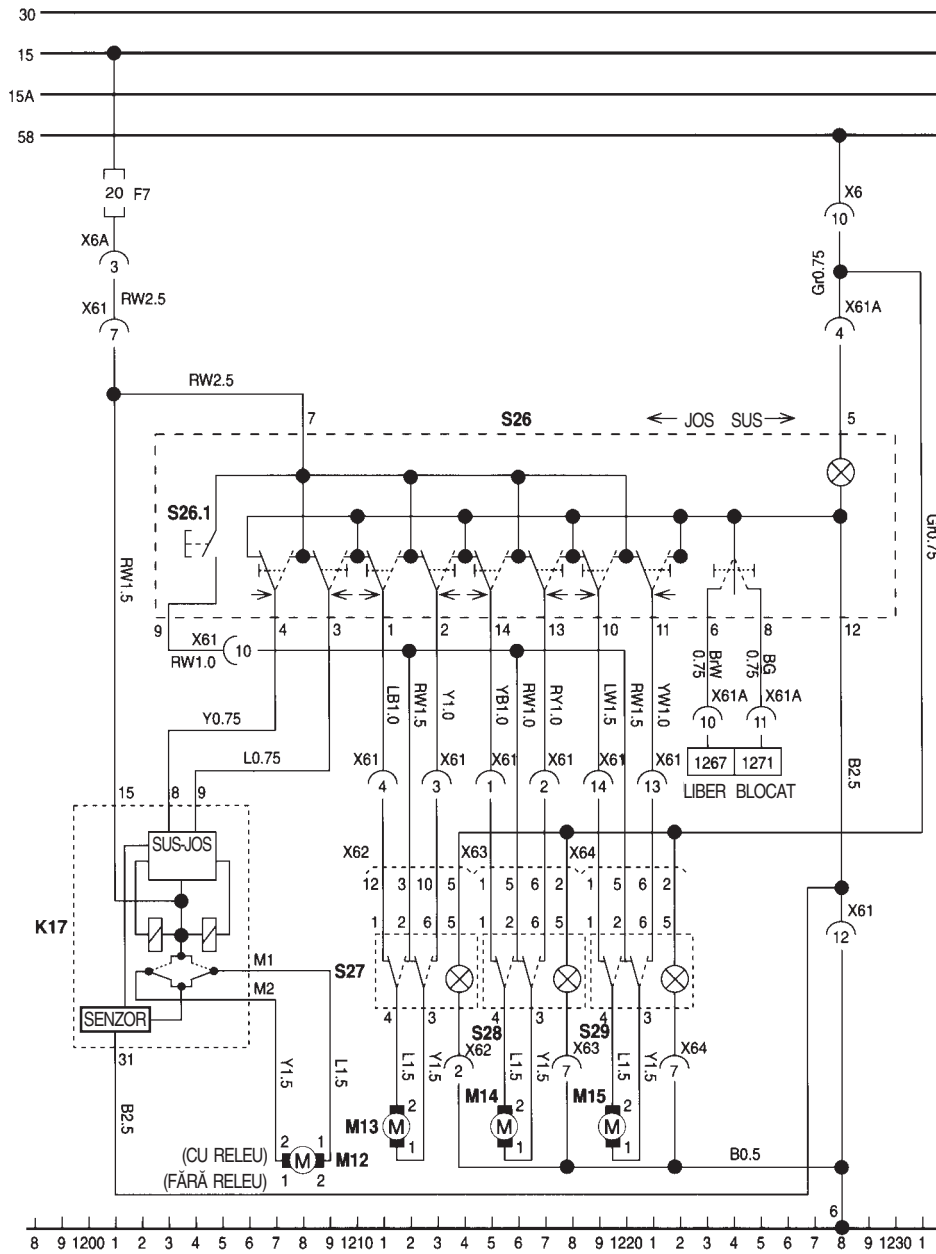 30
15
15A
58
20 F7
X6A
3
RW2.5
X61
7
X6
10
Gr0.75
X61A
4
RW2.5
7
S26
← JOS SUS →
5
S26.1
RW1.5
Gr0.75
9
4 3 1 2 14 13 10 11 6 8 12
X61
RW1.0
10
LB1.0 RW1.5 Y1.0 YB1.0 RW1.0 RY1.0 LW1.5 RW1.5 YW1.0
BrW 0.75
BG 0.75
X61A X61A
10 11
Y0.75
L0.75
X61 X61 X61 X61 X61 X61
4 3 1 2 14 13
1267 1271
LIBER BLOCAT
B2.5
15 8 9
SUS-JOS
X62 X63 X64
12 3 10 5 1 5 6 2 1 5 6 2
1 2 6 5 1 2 6 5 1 2 6 5
X61
12
K17
M1
M2
S27
SENZOR
31
4 3 4 3 4 3
S28 S29
X62 X63 X64
2 7 7
B2.5
Y1.5 L1.5
L1.5 Y1.5 L1.5 Y1.5 L1.5 Y1.5
M13 M 2 1
M14 M 2 1
M15 M 2 1
(CU RELEU) 2 M 1 M12
(FĂRĂ RELEU) 1 2
B0.5
6
8 9 1200 1 2 3 4 5 6 7 8 9 1210 1 2 3 4 5 6 7 8 9 1220 1 2 3 4 5 6 7 8 9 1230 1